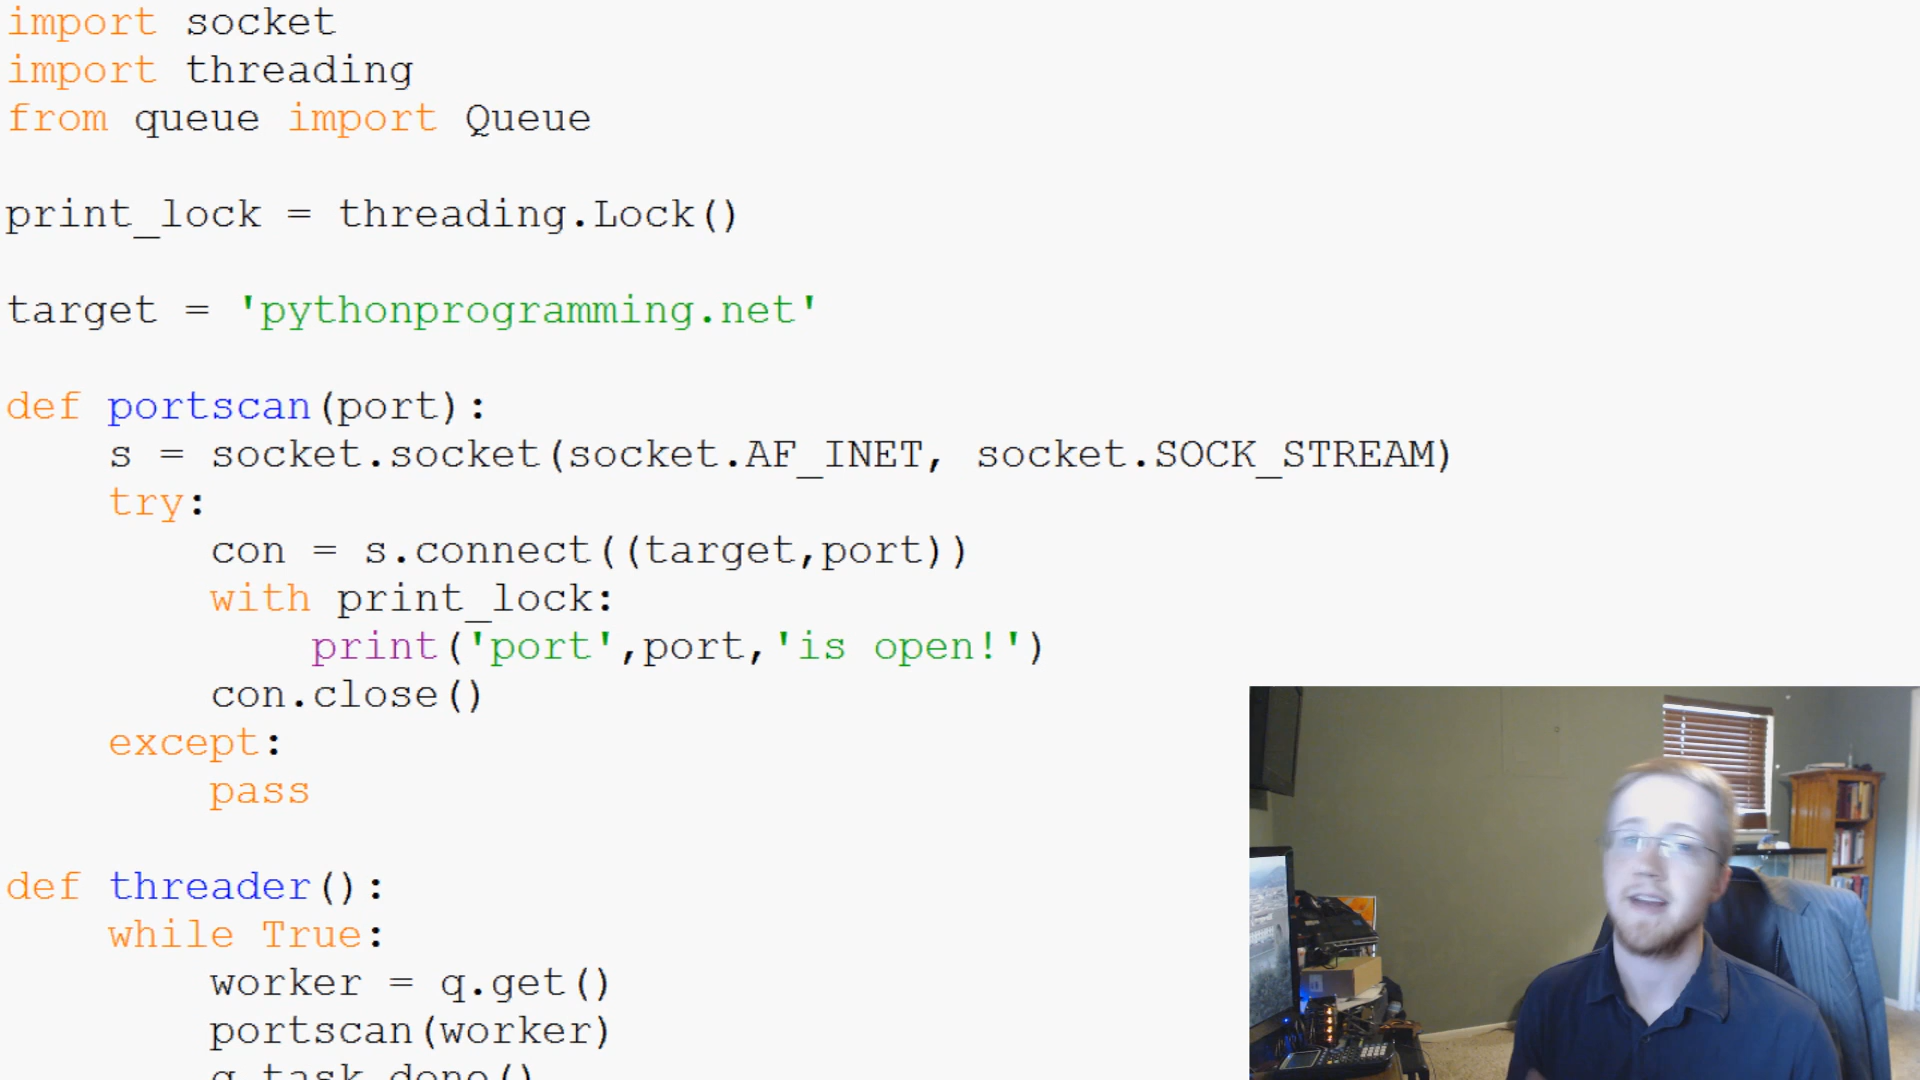 import socket
import threading
from queue import Queue
print_lock = threading.Lock()
target = 'pythonprogramming.net'
def portscan(port):
s = socket.socket(socket.AF_INET, socket.SOCK_STREAM)
try:
con = s.connect((target,port))
with print_lock:
print('port',port,'is open!')
con.close()
except:
pass
def threader():
while True:
worker = q.get()
portscan(worker)
q.task_done()